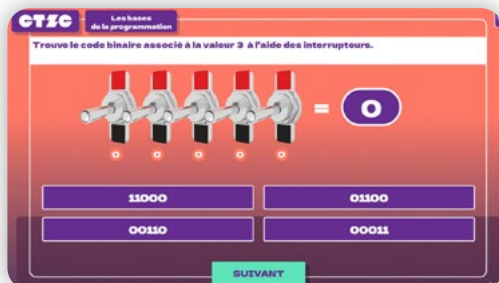 CTZC
Les bases
de la programmation
Trouve le code binaire associé à la valeur 3 à l'aide des interrupteurs.
= 0
0 0 0 0 0
11000 01100
00110 00011
SUIVANT